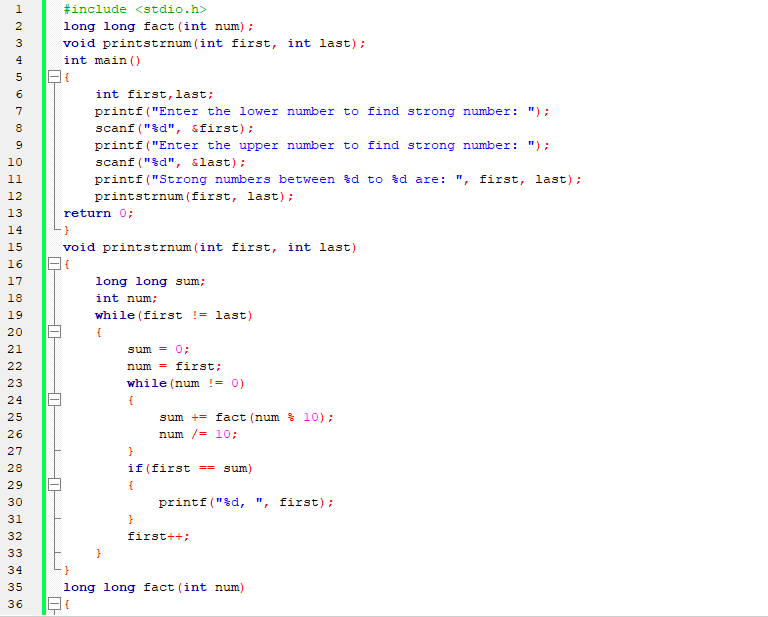 1 #include <stdio.h>
2 long long fact(int num);
3 void printstrnum(int first, int last);
4 int main()
5 {
6 int first,last;
7 printf("Enter the lower number to find strong number: ");
8 scanf("%d", &first);
9 printf("Enter the upper number to find strong number: ");
10 scanf("%d", &last);
11 printf("Strong numbers between %d to %d are: ", first, last);
12 printstrnum(first, last);
13 return 0;
14 }
15 void printstrnum(int first, int last)
16 {
17 long long sum;
18 int num;
19 while(first != last)
20 {
21 sum = 0;
22 num = first;
23 while(num != 0)
24 {
25 sum += fact(num % 10);
26 num /= 10;
27 }
28 if(first == sum)
29 {
30 printf("%d, ", first);
31 }
32 first++;
33 }
34 }
35 long long fact(int num)
36 {